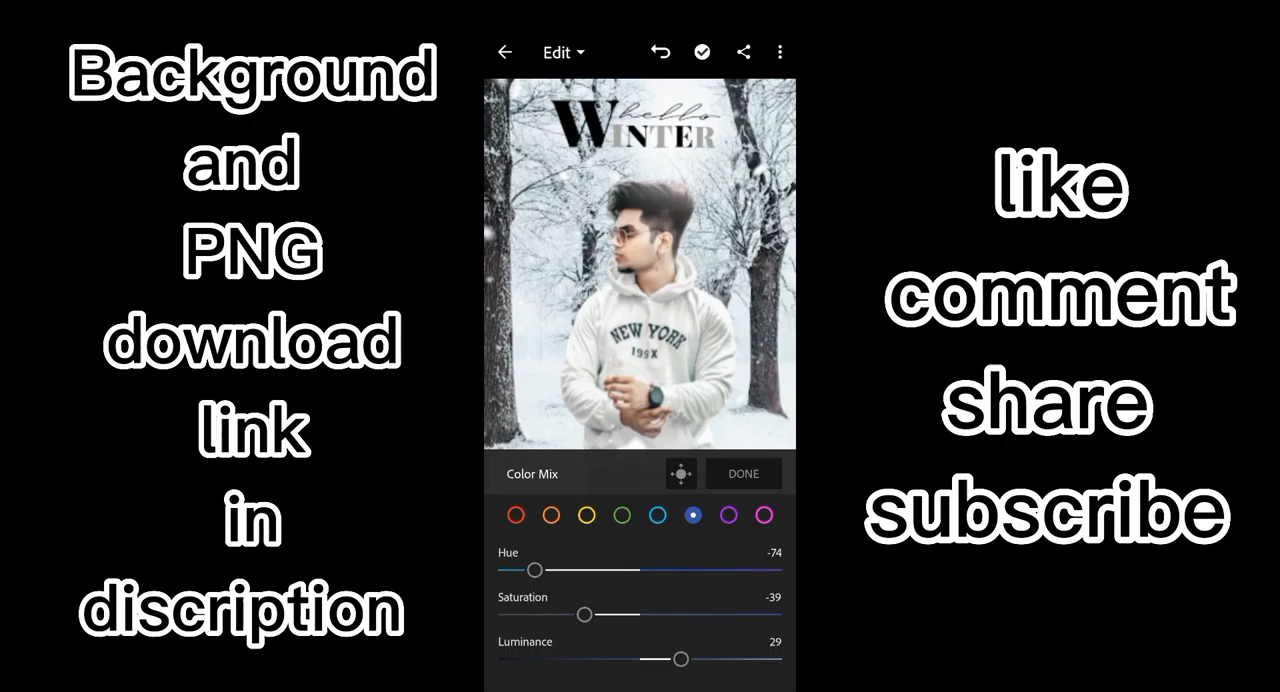 Background
and
PNG
download
link
in
discription
Edit
hello
WINTER
NEW YORK
199X
Color Mix
DONE
Hue -74
Saturation -39
Luminance 29
like
comment
share
subscribe